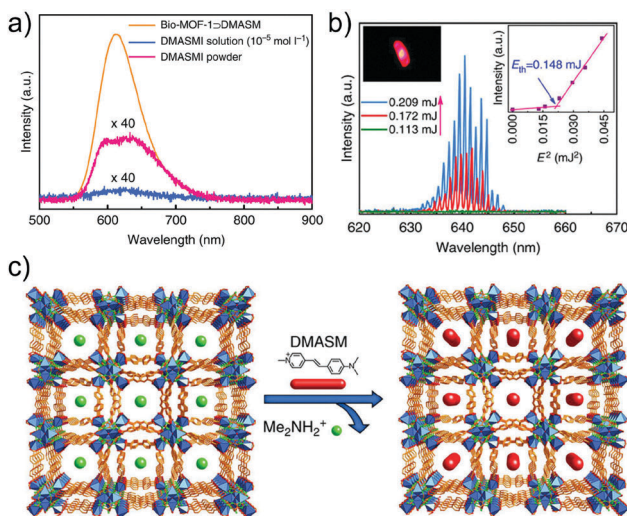 a)
Bio-MOF-1⊃DMASM
DMASMI solution (10⁻⁵ mol l⁻¹)
DMASMI powder
x 40
x 40
Intensity (a.u.)
500 600 700 800 900
Wavelength (nm)
b)
0.209 mJ
0.172 mJ
0.113 mJ
Eth=0.148 mJ
Intensity (a.u.)
0.000 0.015 0.030 0.045
E² (mJ²)
Intensity (a.u.)
620 630 640 650 660 670
Wavelength (nm)
c)
DMASM
N
+
N
Me₂NH₂⁺